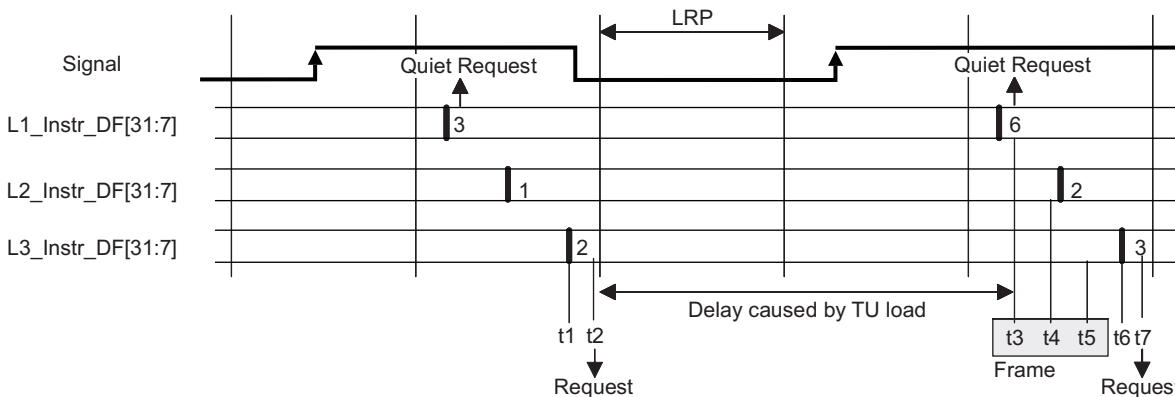 LRP
Signal
Quiet Request
Quiet Request
L1_Instr_DF[31:7]
3
6
L2_Instr_DF[31:7]
1
2
L3_Instr_DF[31:7]
2
3
Delay caused by TU load
t1 t2 t3 t4 t5 t6 t7
Frame
Request
Reques